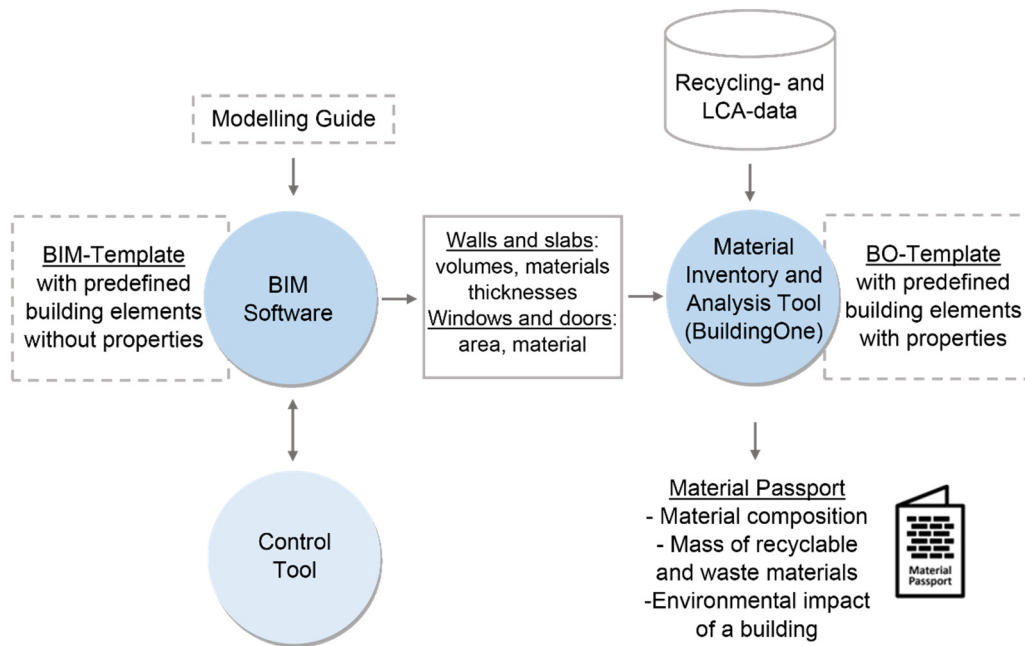 Modelling Guide
Recycling- and
LCA-data
BIM-Template
with predefined
building elements
without properties
BIM
Software
Walls and slabs:
volumes, materials
thicknesses
Windows and doors:
area, material
Material
Inventory and
Analysis Tool
(BuildingOne)
BO-Template
with predefined
building elements
with properties
Control
Tool
Material Passport
- Material composition
- Mass of recyclable
and waste materials
-Environmental impact
of a building
Material
Passport